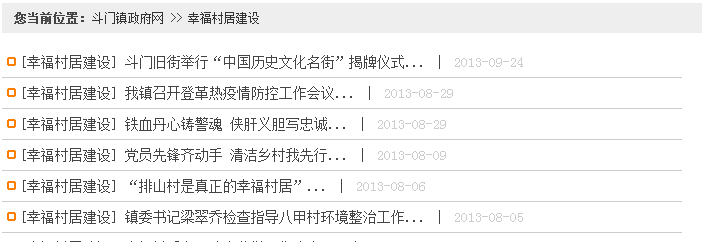 您当前位置：斗门镇政府网 >> 幸福村居建设
[幸福村居建设] 斗门旧街举行“中国历史文化名街”揭牌仪式... | 2013-09-24
[幸福村居建设] 我镇召开登革热疫情防控工作会议... | 2013-08-29
[幸福村居建设] 铁血丹心铸警魂 侠肝义胆写忠诚... | 2013-08-29
[幸福村居建设] 党员先锋齐动手 清洁乡村我先行... | 2013-08-09
[幸福村居建设] “排山村是真正的幸福村居”... | 2013-08-06
[幸福村居建设] 镇委书记梁翠乔检查指导八甲村环境整治工作... | 2013-08-05